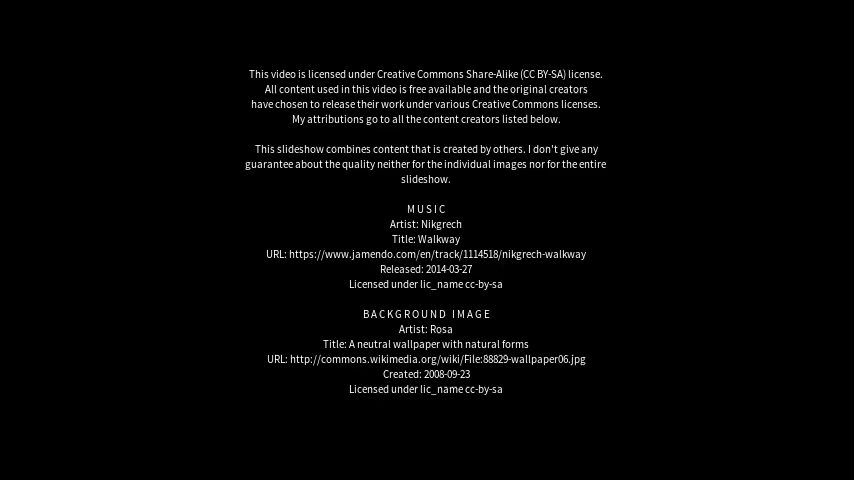 This video is licensed under Creative Commons Share-Alike (CC BY-SA) license.
All content used in this video is free available and the original creators
have chosen to release their work under various Creative Commons licenses.
My attributions go to all the content creators listed below.
This slideshow combines content that is created by others. I don't give any
guarantee about the quality neither for the individual images nor for the entire
slideshow.
MUSIC
Artist: Nikgrech
Title: Walkway
URL: https://www.jamendo.com/en/track/1114518/nikgrech-walkway
Released: 2014-03-27
Licensed under lic_name cc-by-sa
BACKGROUND IMAGE
Artist: Rosa
Title: A neutral wallpaper with natural forms
URL: http://commons.wikimedia.org/wiki/File:88829-wallpaper06.jpg
Created: 2008-09-23
Licensed under lic_name cc-by-sa